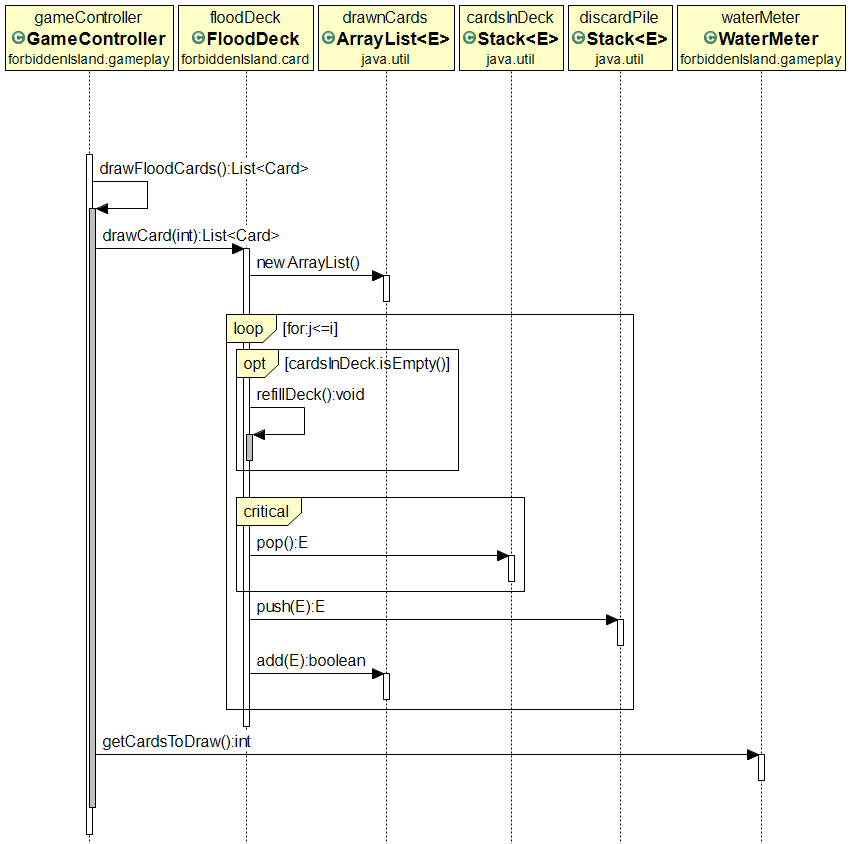 gameController
GameController
forbiddenIsland.gameplay
floodDeck
FloodDeck
forbiddenIsland.card
drawnCards
ArrayList<E>
java.util
cardsInDeck
Stack<E>
java.util
discardPile
Stack<E>
java.util
waterMeter
WaterMeter
forbiddenIsland.gameplay
drawFloodCards():List<Card>
drawCard(int):List<Card>
new ArrayList()
loop [for:j<=i]
opt [cardsInDeck.isEmpty()]
refillDeck():void
critical
pop():E
push(E):E
add(E):boolean
getCardsToDraw():int